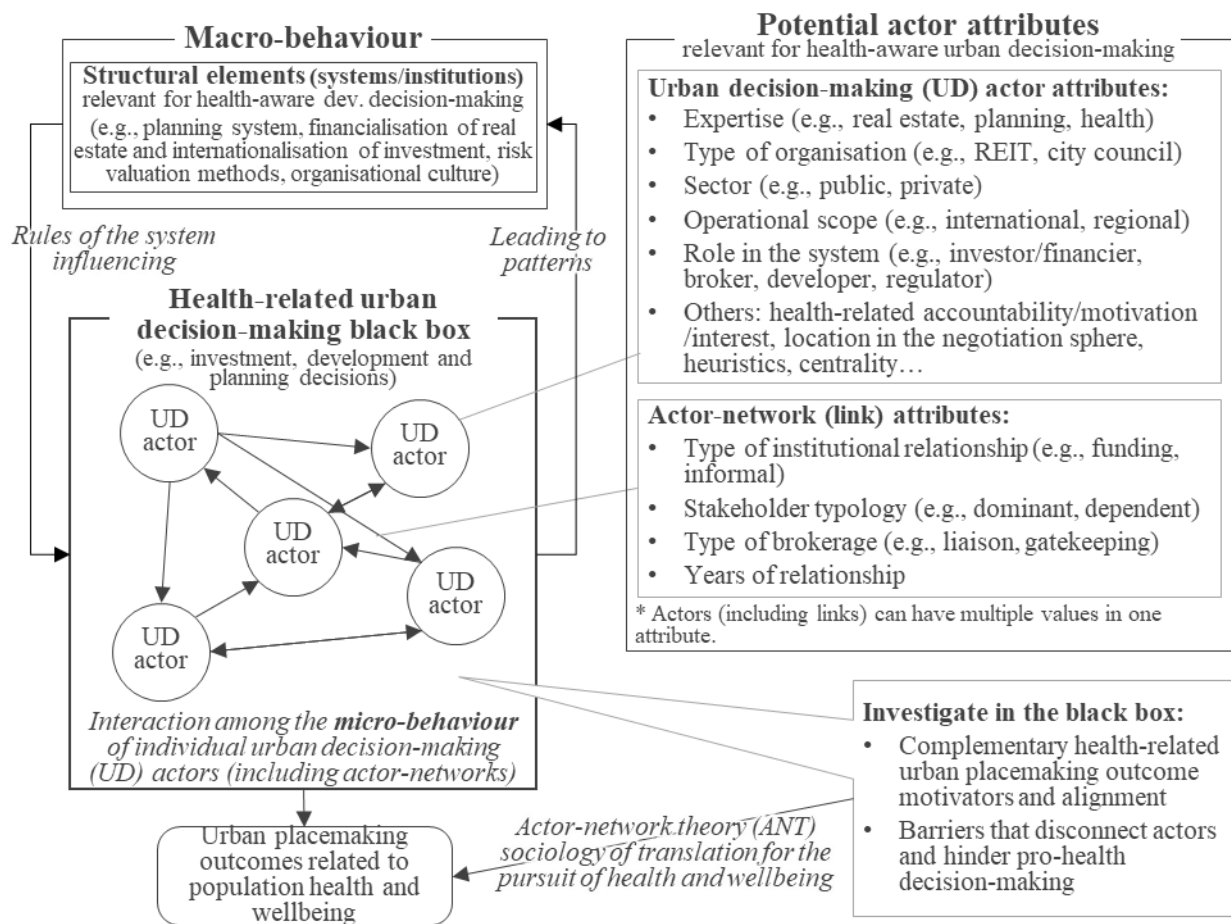 Macro-behaviour
Structural elements (systems/institutions)
relevant for health-aware dev. decision-making
(e.g., planning system, financialisation of real
estate and internationalisation of investment, risk
valuation methods, organisational culture)
Rules of the system
influencing
Leading to
patterns
Health-related urban
decision-making black box
(e.g., investment, development and
planning decisions)
UD
actor
UD
actor
UD
actor
UD
actor
UD
actor
Interaction among the micro-behaviour
of individual urban decision-making
(UD) actors (including actor-networks)
Urban placemaking
outcomes related to
population health and
wellbeing
Actor-network theory (ANT)
sociology of translation for the
pursuit of health and wellbeing
Potential actor attributes
relevant for health-aware urban decision-making
Urban decision-making (UD) actor attributes:
• Expertise (e.g., real estate, planning, health)
• Type of organisation (e.g., REIT, city council)
• Sector (e.g., public, private)
• Operational scope (e.g., international, regional)
• Role in the system (e.g., investor/financier,
broker, developer, regulator)
• Others: health-related accountability/motivation
/interest, location in the negotiation sphere,
heuristics, centrality…
Actor-network (link) attributes:
• Type of institutional relationship (e.g., funding,
informal)
• Stakeholder typology (e.g., dominant, dependent)
• Type of brokerage (e.g., liaison, gatekeeping)
• Years of relationship
* Actors (including links) can have multiple values in one
attribute.
Investigate in the black box:
• Complementary health-related
urban placemaking outcome
motivators and alignment
• Barriers that disconnect actors
and hinder pro-health
decision-making